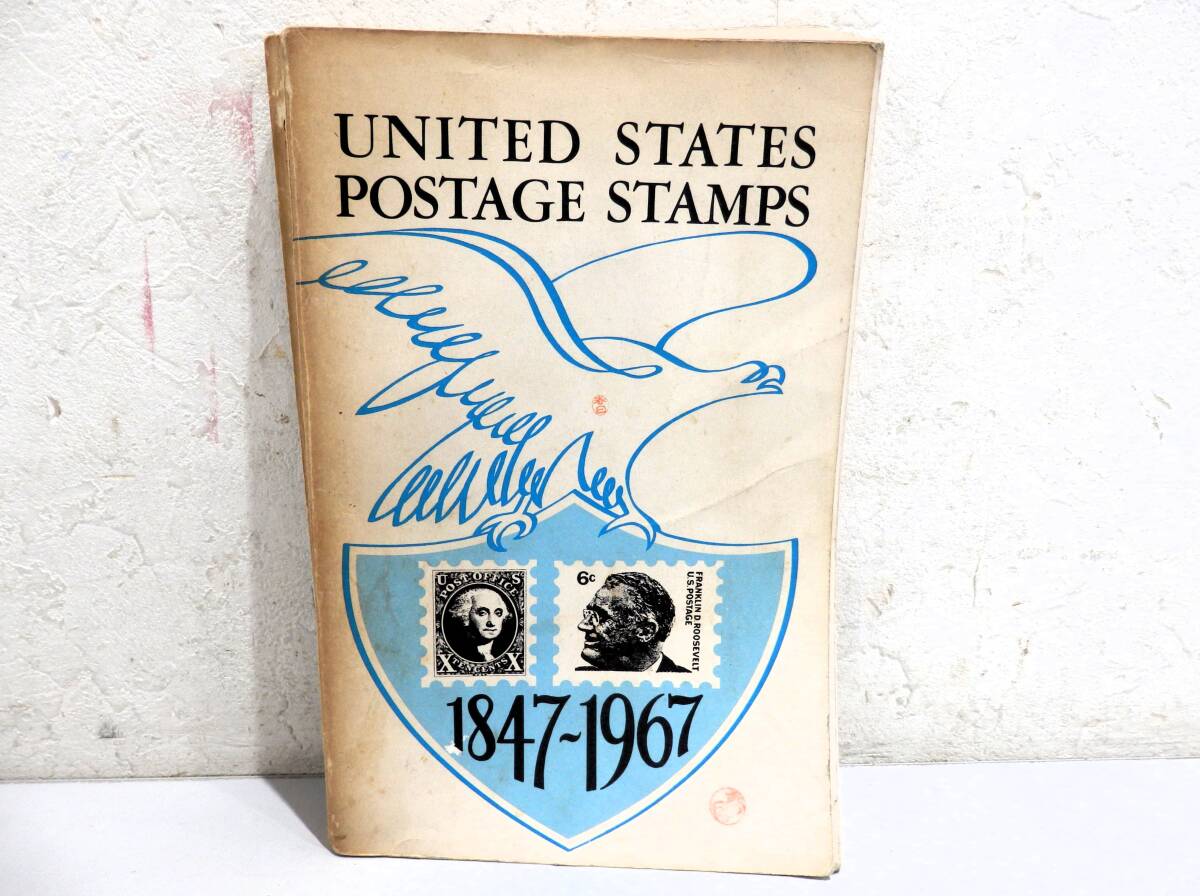 UNITED STATES
POSTAGE STAMPS
U POST OFFICE S
X TEN CENTS X
6c
FRANKLIN D. ROOSEVELT
U.S. POSTAGE
1847~1967